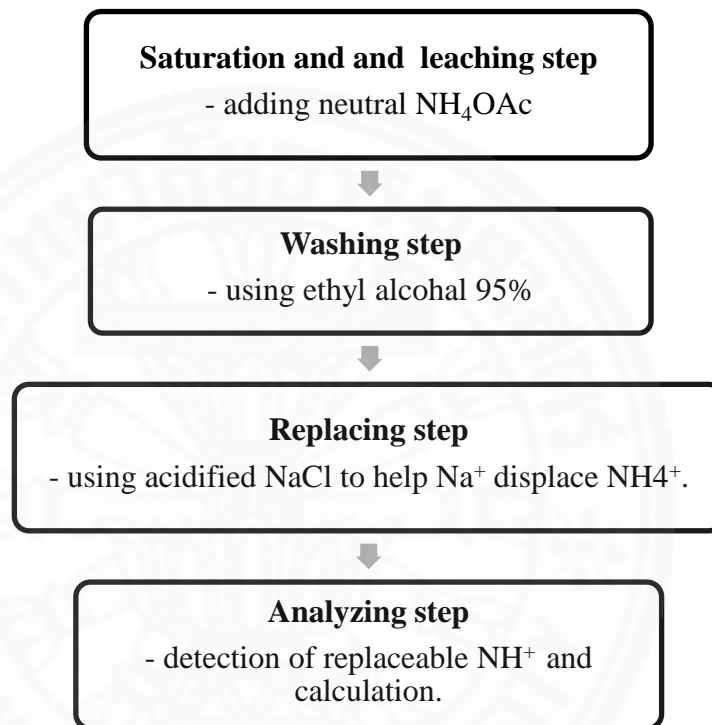 Saturation and and leaching step
- adding neutral NH₄OAc
Washing step
- using ethyl alcohal 95%
Replacing step
- using acidified NaCl to help Na⁺ displace NH4⁺.
Analyzing step
- detection of replaceable NH⁺ and
calculation.